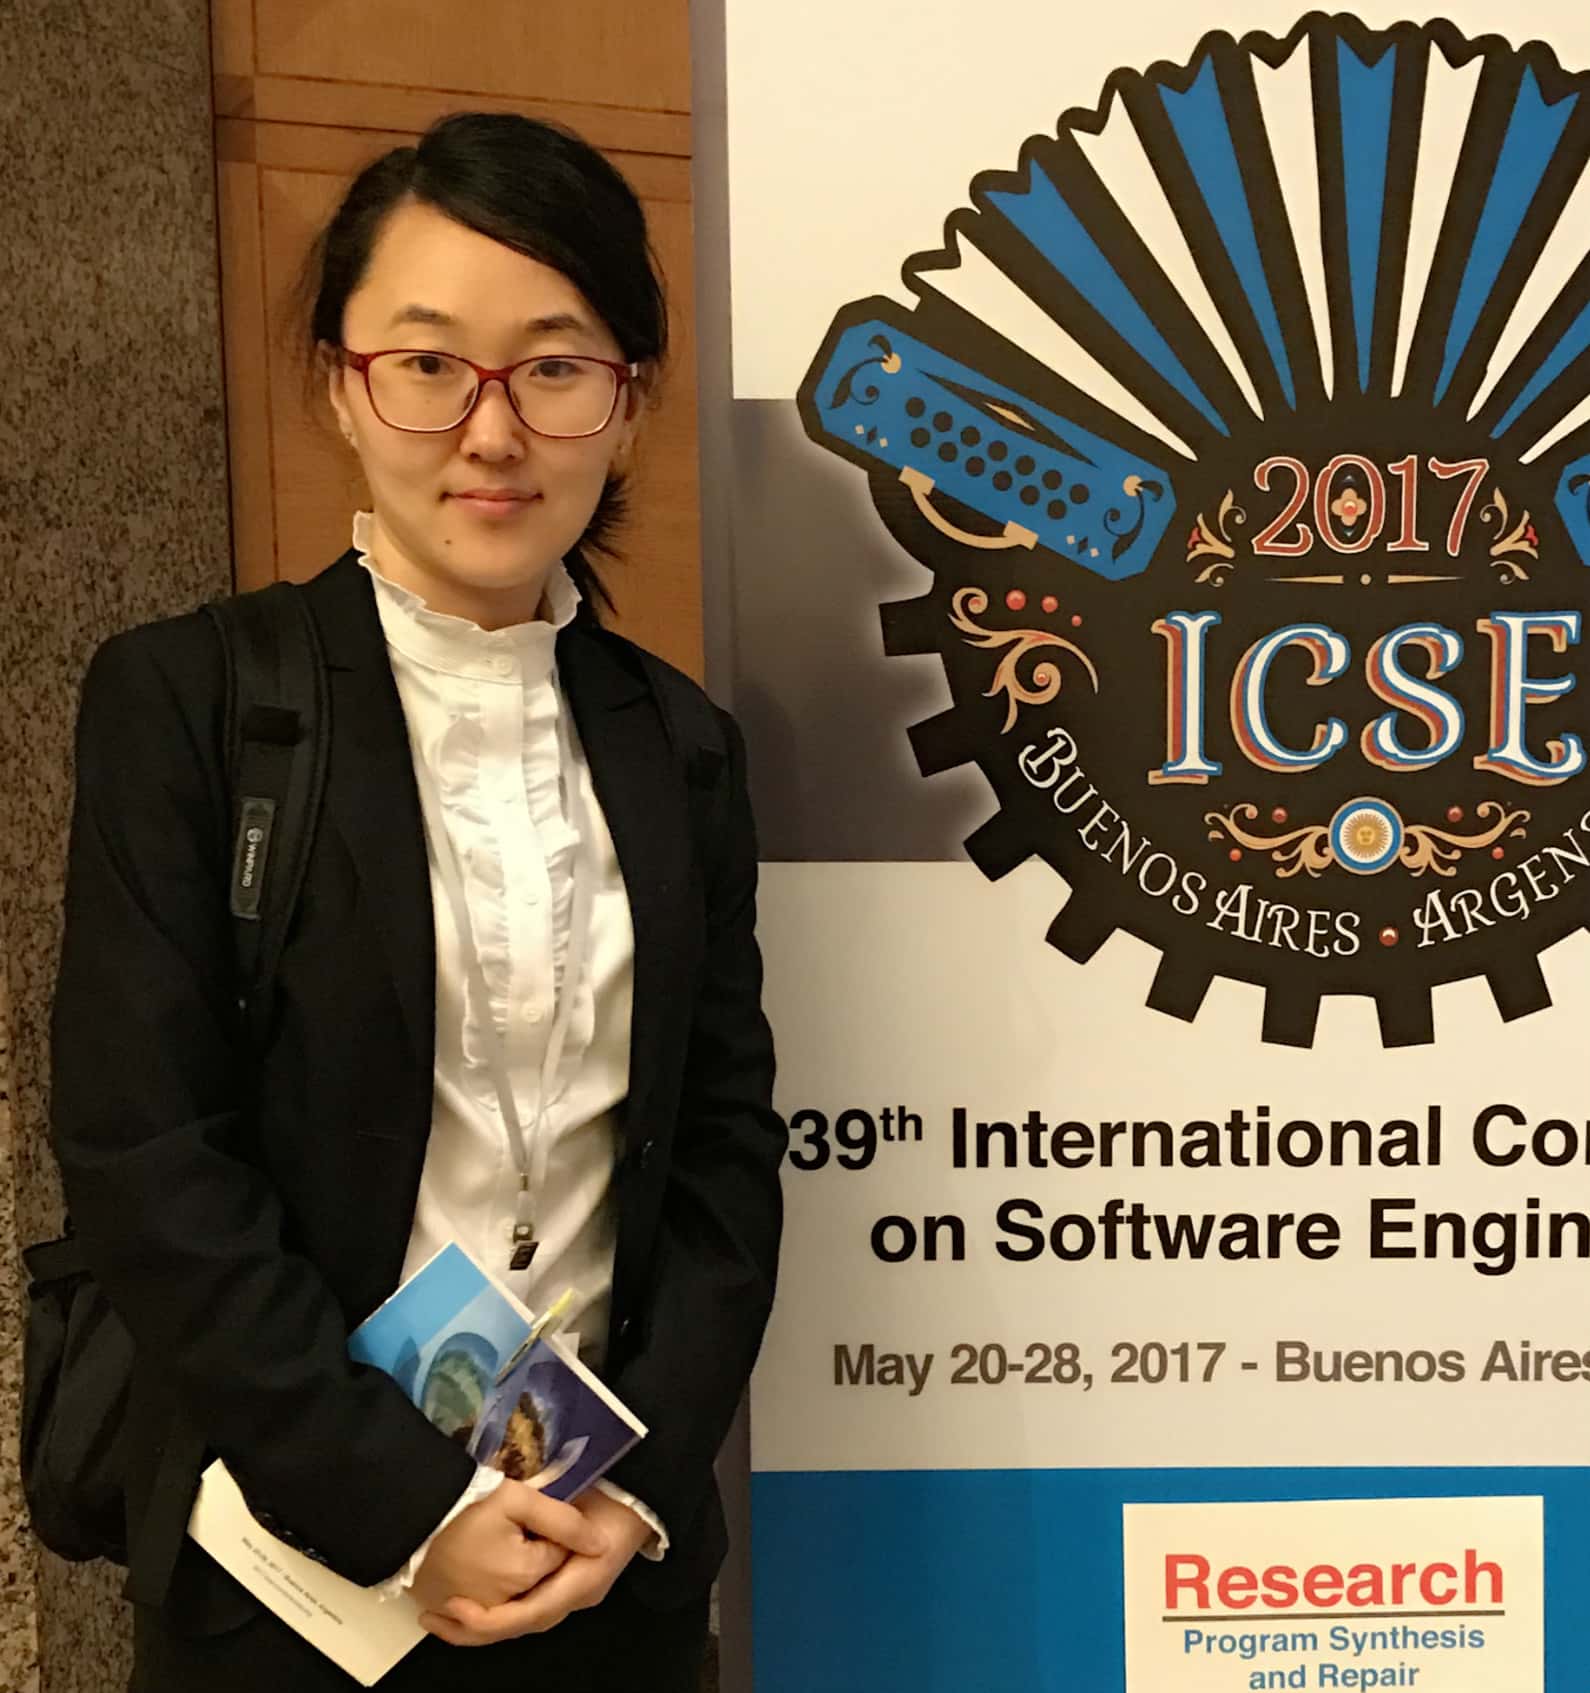 2017
ICSE
BUENOS AIRES • ARGEN
39th International Co
on Software Engin
May 20-28, 2017 - Buenos Aires
Research
Program Synthesis
and Repair
WINPURD